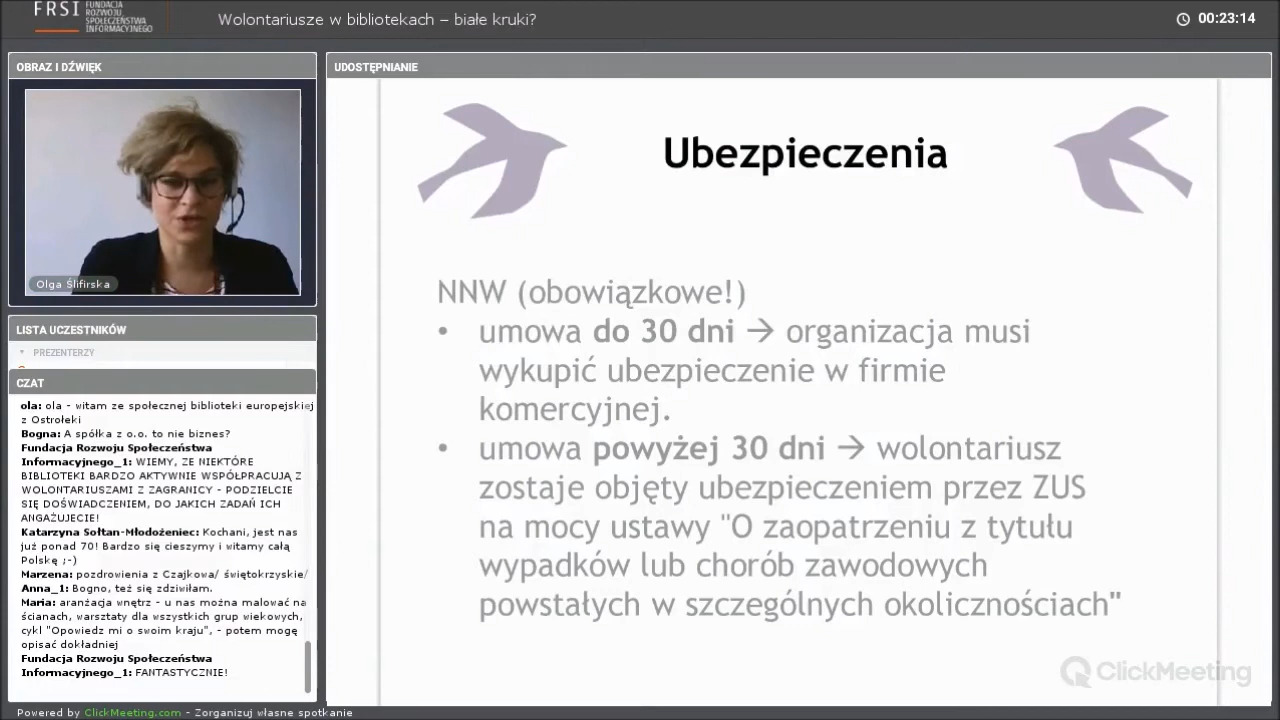 FRSI FUNDACJA
ROZWOJU
SPOŁECZEŃSTWA
INFORMACYJNEGO
Wolontariusze w bibliotekach – białe kruki?
00:23:14
OBRAZ I DŹWIĘK
Olga Ślifirska
LISTA UCZESTNIKÓW
PREZENTERZY
CZAT
ola: ola - witam ze społecznej biblioteki europejskiej
z Ostrołeki
Bogna: A spółka z o.o. to nie biznes?
Fundacja Rozwoju Społeczeństwa
Informacyjnego_1: WIEMY, ZE NIEKTÓRE
BIBLIOTEKI BARDZO AKTYWNIE WSPÓŁPRACUJĄ Z
WOLONTARIUSZAMI Z ZAGRANICY - PODZIELCIE
SIĘ DOŚWIADCZENIEM, DO JAKICH ZADAŃ ICH
ANGAŻUJECIE!
Katarzyna Sołtan-Młodożeniec: Kochani, jest nas
już ponad 70! Bardzo się cieszymy i witamy całą
Polskę ;-)
Marzena: pozdrowienia z Czajkowa/ świętokrzyskie/
Anna_1: Bogno, też się zdziwiłam.
Maria: aranżacja wnętrz - u nas można malować na
ścianach, warsztaty dla wszystkich grup wiekowych,
cykl "Opowiedz mi o swoim kraju", - potem mogę
opisać dokładniej
Fundacja Rozwoju Społeczeństwa
Informacyjnego_1: FANTASTYCZNIE!
UDOSTĘPNIANIE
Ubezpieczenia
NNW (obowiązkowe!)
• umowa do 30 dni → organizacja musi
wykupić ubezpieczenie w firmie
komercyjnej.
• umowa powyżej 30 dni → wolontariusz
zostaje objęty ubezpieczeniem przez ZUS
na mocy ustawy "O zaopatrzeniu z tytułu
wypadków lub chorób zawodowych
powstałych w szczególnych okolicznościach"
ClickMeeting
Powered by ClickMeeting.com - Zorganizuj własne spotkanie